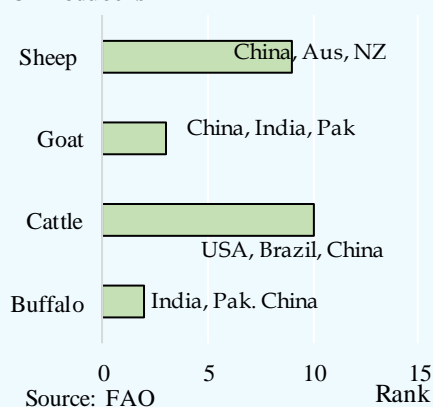 Sheep
China, Aus, NZ
Goat
China, India, Pak
Cattle
USA, Brazil, China
Buffalo
India, Pak. China
0 5 10 15
Source: FAO Rank